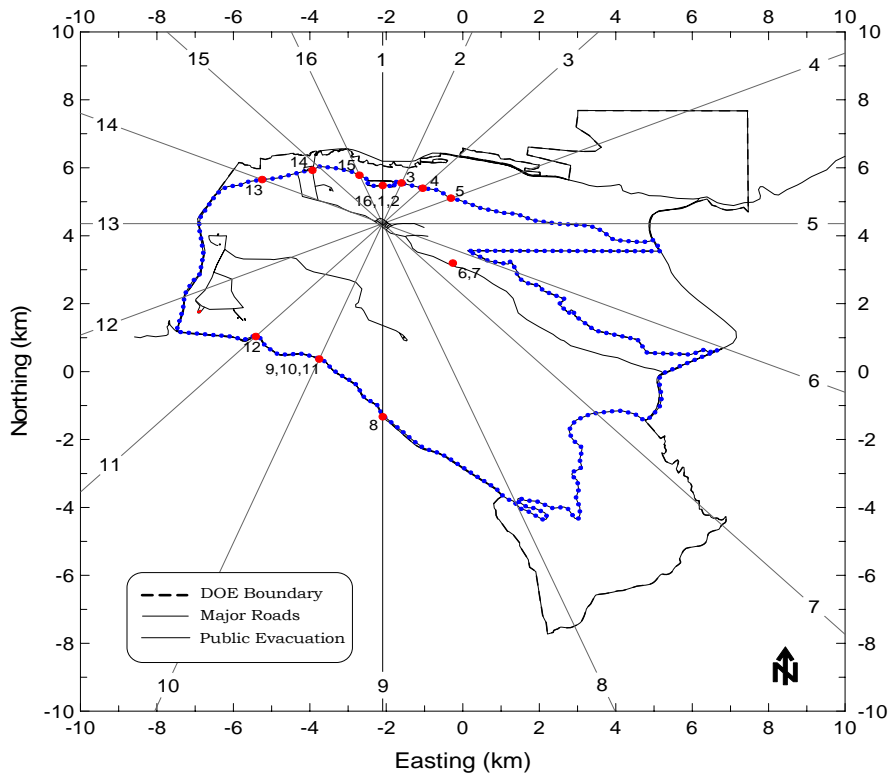 -10 -8 -6 -4 -2 0 2 4 6 8 10
10 10
15 16 1 2 3 4
8 8
14
6 6
14 15 3 4
13 16,1,2 5
13 5
4 4
6,7
2 2
12
12
0 9,10,11 0
6
8
-2 -2
11
-4 -4
-6 -6
DOE Boundary
Major Roads
Public Evacuation
7
-8 -8
10 9 8
N
-10 -10
-10 -8 -6 -4 -2 0 2 4 6 8 10
Easting (km)
Northing (km)